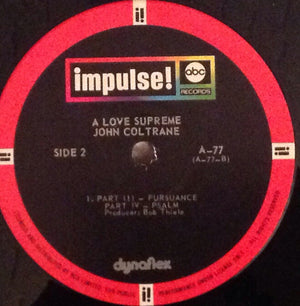 i!
impulse!
abc
RECORDS
A LOVE SUPREME
JOHN COLTRANE
SIDE 2
A-77
(A-77-B)
1. PART III - PURSUANCE
PART IV - PSALM
Producer: Bob Thiele
dynaflex
i!
i!
i!